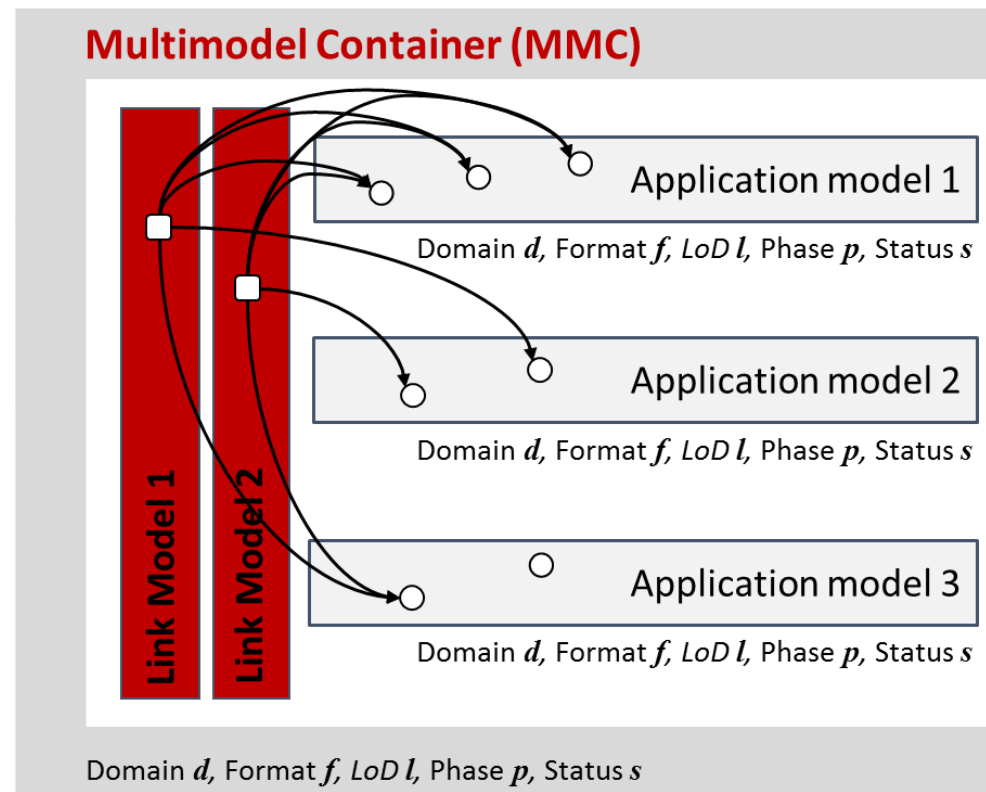 Multimodel Container (MMC)
Link Model 1
Link Model 2
Application model 1
Domain d, Format f, LoD l, Phase p, Status s
Application model 2
Domain d, Format f, LoD l, Phase p, Status s
Application model 3
Domain d, Format f, LoD l, Phase p, Status s
Domain d, Format f, LoD l, Phase p, Status s